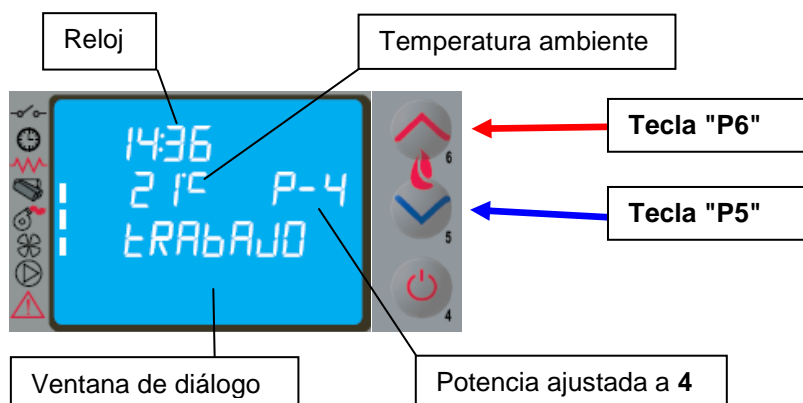 Reloj
Temperatura ambiente
14:36
21°C P-4
tRAbAJO
6
5
4
Tecla "P6"
Tecla "P5"
Ventana de diálogo
Potencia ajustada a 4